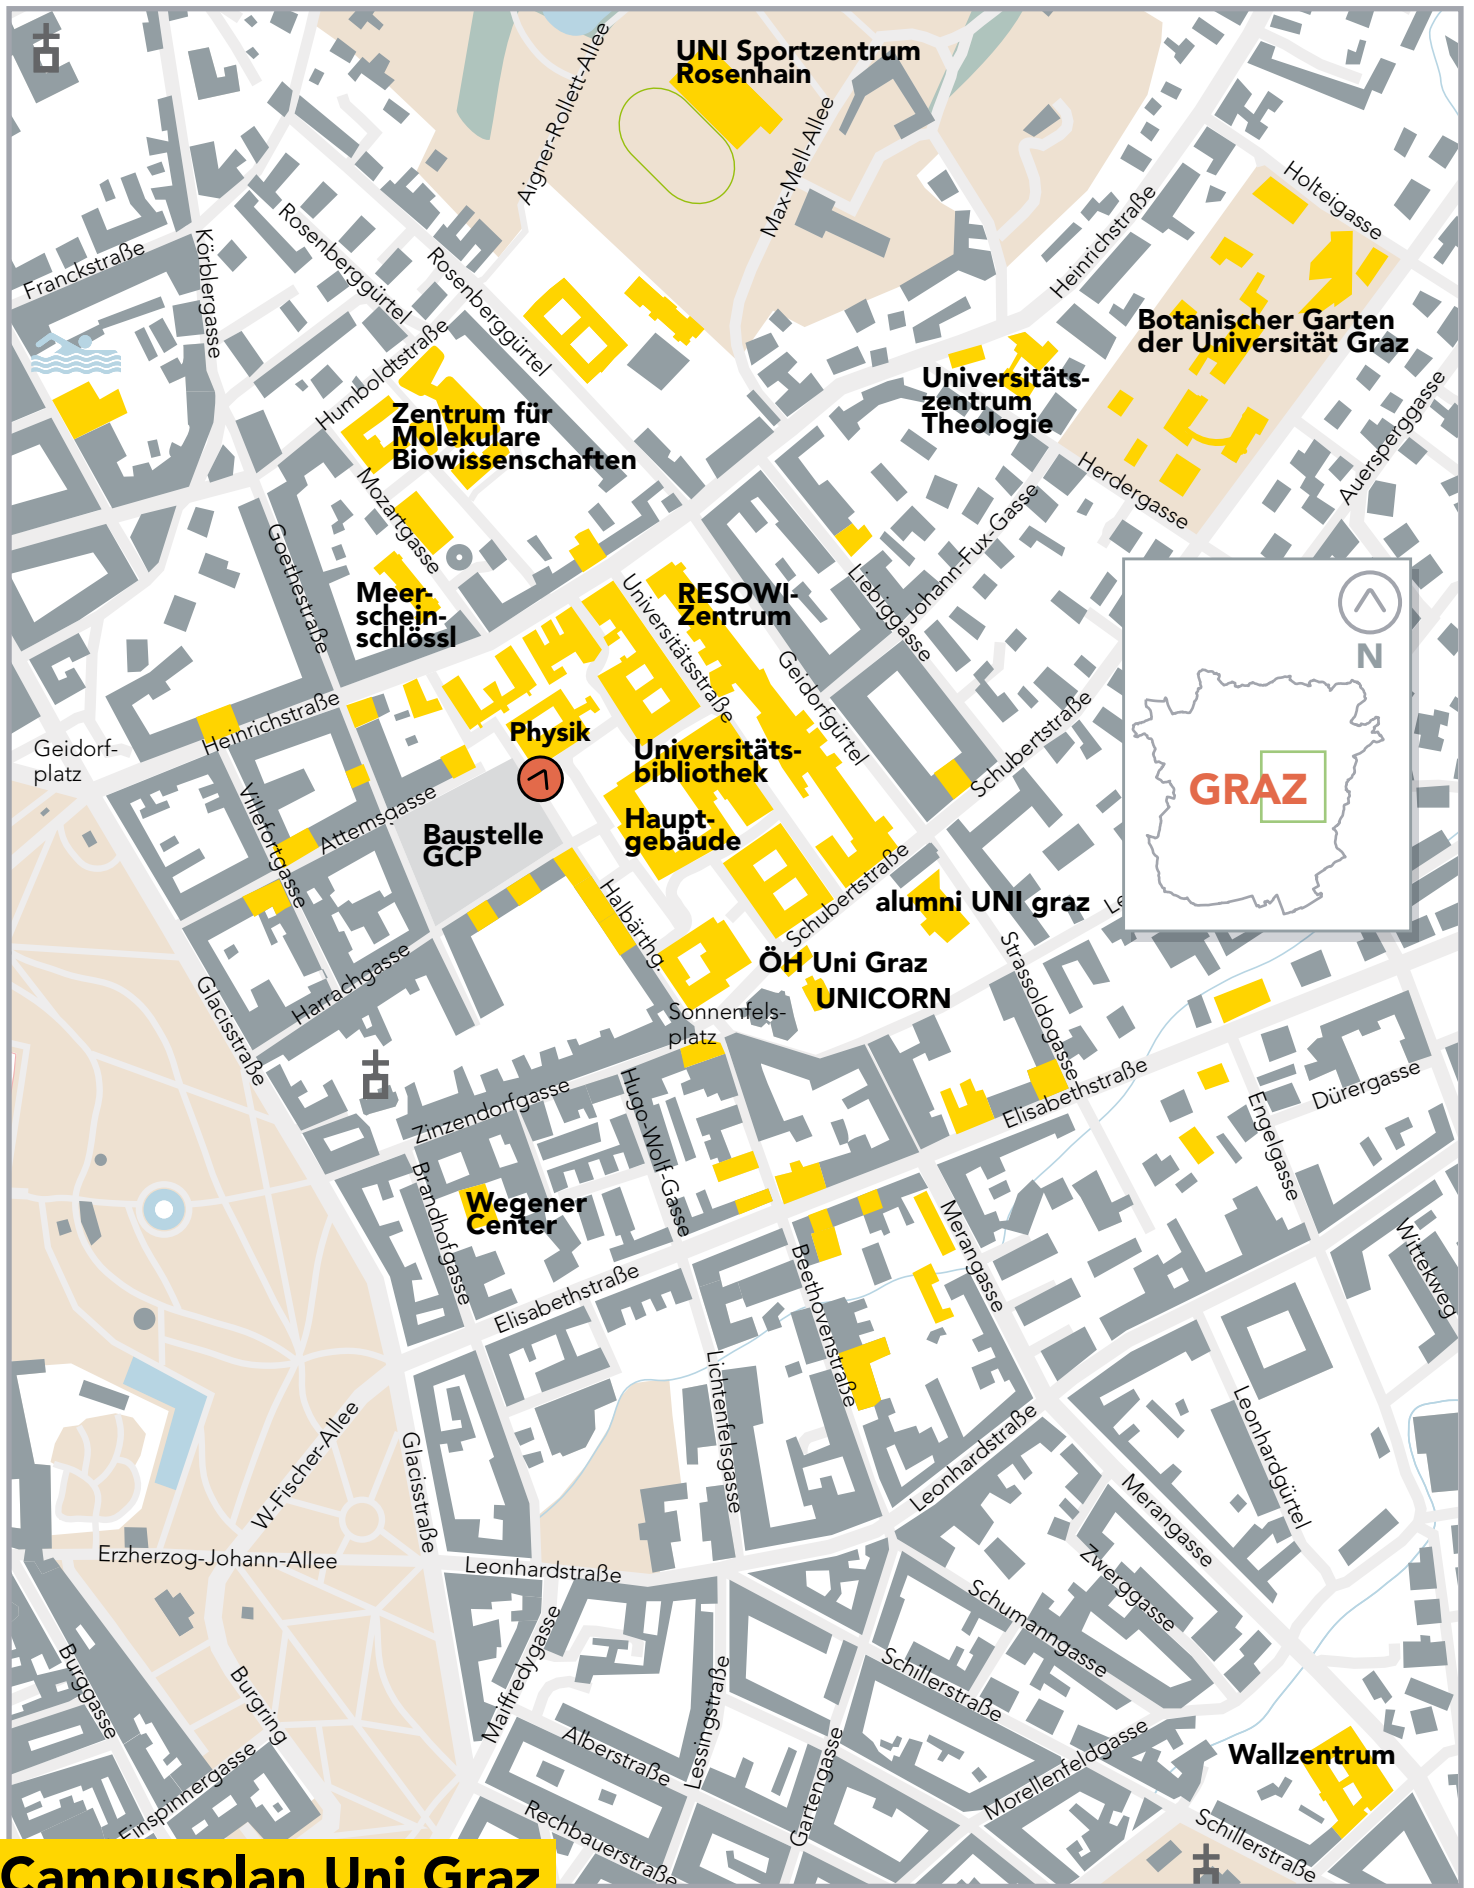 UNI Sportzentrum
Rosenhain
Aigner-Rollett-Allee
Max-Mell-Allee
Holteigasse
Heinrichstraße
Franckstraße
Körblergasse
Rosenberggürtel
Rosenberggürtel
Humboldtstraße
Botanischer Garten
der Universität Graz
Universitäts-
zentrum
Theologie
Zentrum für
Molekulare
Biowissenschaften
Auersperggasse
Herdergasse
Mozartgasse
Goethestraße
Johann-Fux-Gasse
Liebiggasse
Meer-
schein-
schlössl
RESOWI-
Zentrum
Universitätsstraße
Geidorfgürtel
N
GRAZ
Heinrichstraße
Geidorf-
platz
Physik
Universitäts-
bibliothek
Schubertstraße
Villefortgasse
Attemsgasse
Baustelle
GCP
Haupt-
gebäude
Halbärthg.
Schubertstraße
alumni UNI graz
Le
Strassoldogasse
Harrachgasse
Glacisstraße
ÖH Uni Graz
UNICORN
Sonnenfels-
platz
Zinzendorfgasse
Hugo-Wolf-Gasse
Elisabethstraße
Dürergasse
Engelgasse
Brandhofgasse
Wegener
Center
Merangasse
Wittekweg
Elisabethstraße
Beethovenstraße
Lichtenfelsgasse
W-Fischer-Allee
Glacisstraße
Leonhardstraße
Leonhardgürtel
Merangasse
Erzherzog-Johann-Allee
Leonhardstraße
Zwerggasse
Schumanngasse
Maiffredygasse
Schillerstraße
Burggasse
Burgring
Lessingstraße
Alberstraße
Gartengasse
Morellenfeldgasse
Wallzentrum
Einspinnergasse
Rechbauerstraße
Schillerstraße
Campusplan Uni Graz